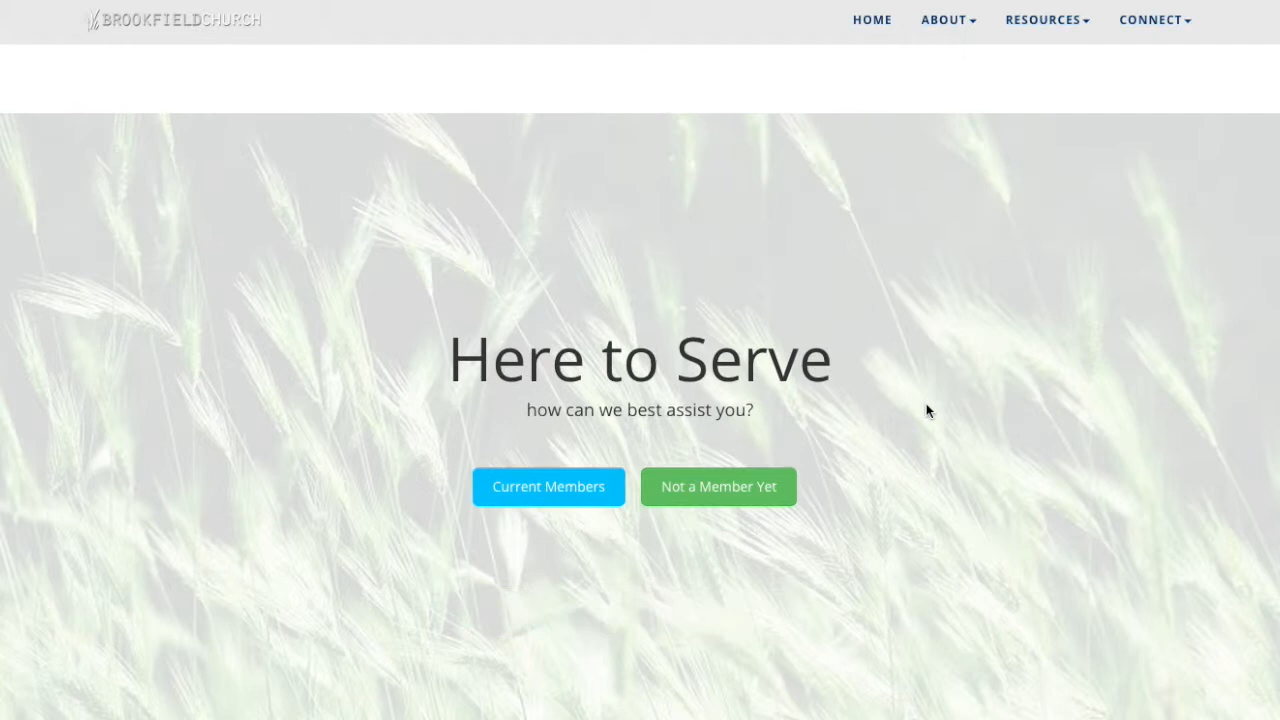 BROOKFIELDCHURCH
HOME ABOUT RESOURCES CONNECT
Here to Serve
how can we best assist you?
Current Members Not a Member Yet